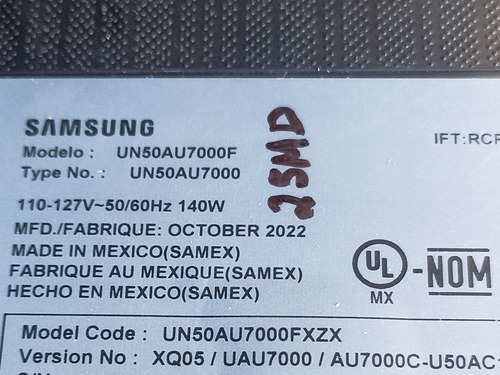 SAMSUNG
Modelo : UN50AU7000F
Type No. : UN50AU7000
IFT:RCP
110-127V~50/60Hz 140W
MFD./FABRIQUE: OCTOBER 2022
MADE IN MEXICO(SAMEX)
FABRIQUE AU MEXIQUE(SAMEX)
HECHO EN MEXICO(SAMEX)
UL
MX
-NOM
Model Code : UN50AU7000FXZX
Version No : XQ05 / UAU7000 / AU7000C-U50AC